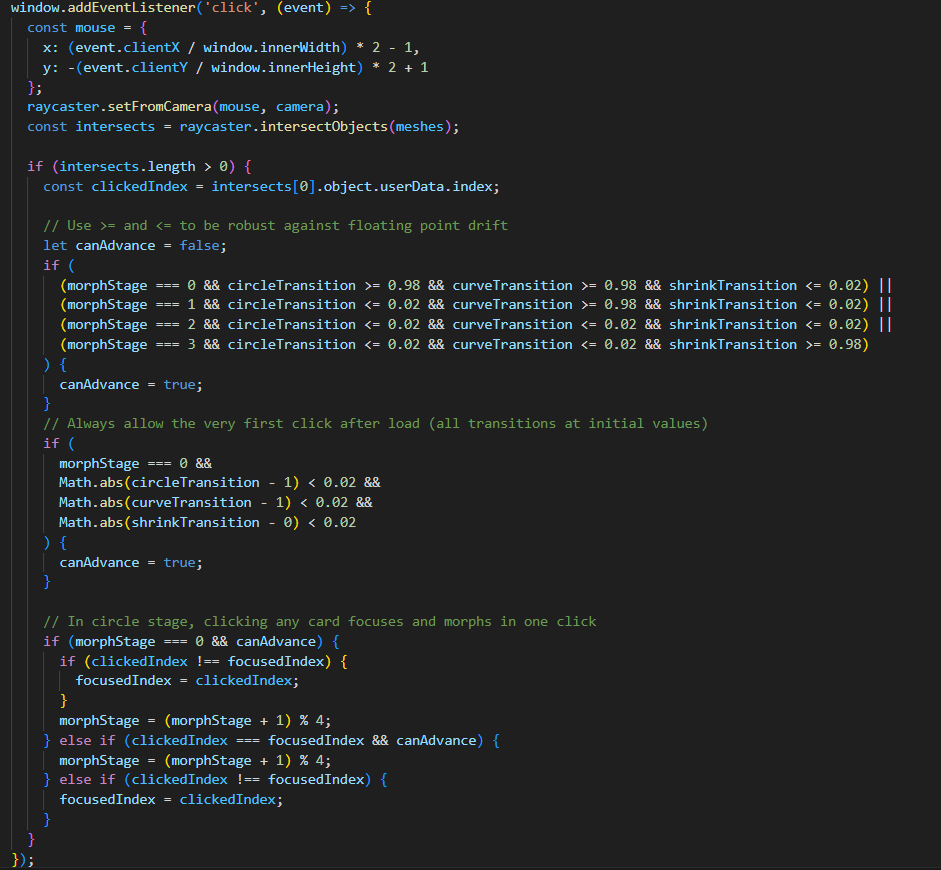 window.addEventListener('click', (event) => {
  const mouse = {
    x: (event.clientX / window.innerWidth) * 2 - 1,
    y: -(event.clientY / window.innerHeight) * 2 + 1
  };
  raycaster.setFromCamera(mouse, camera);
  const intersects = raycaster.intersectObjects(meshes);

  if (intersects.length > 0) {
    const clickedIndex = intersects[0].object.userData.index;

    // Use >= and <= to be robust against floating point drift
    let canAdvance = false;
    if (
      (morphStage === 0 && circleTransition >= 0.98 && curveTransition >= 0.98 && shrinkTransition <= 0.02) ||
      (morphStage === 1 && circleTransition <= 0.02 && curveTransition >= 0.98 && shrinkTransition <= 0.02) ||
      (morphStage === 2 && circleTransition <= 0.02 && curveTransition <= 0.02 && shrinkTransition <= 0.02) ||
      (morphStage === 3 && circleTransition <= 0.02 && curveTransition <= 0.02 && shrinkTransition >= 0.98)
    ) {
      canAdvance = true;
    }
    // Always allow the very first click after load (all transitions at initial values)
    if (
      morphStage === 0 &&
      Math.abs(circleTransition - 1) < 0.02 &&
      Math.abs(curveTransition - 1) < 0.02 &&
      Math.abs(shrinkTransition - 0) < 0.02
    ) {
      canAdvance = true;
    }

    // In circle stage, clicking any card focuses and morphs in one click
    if (morphStage === 0 && canAdvance) {
      if (clickedIndex !== focusedIndex) {
        focusedIndex = clickedIndex;
      }
      morphStage = (morphStage + 1) % 4;
    } else if (clickedIndex === focusedIndex && canAdvance) {
      morphStage = (morphStage + 1) % 4;
    } else if (clickedIndex !== focusedIndex) {
      focusedIndex = clickedIndex;
    }
  }
});